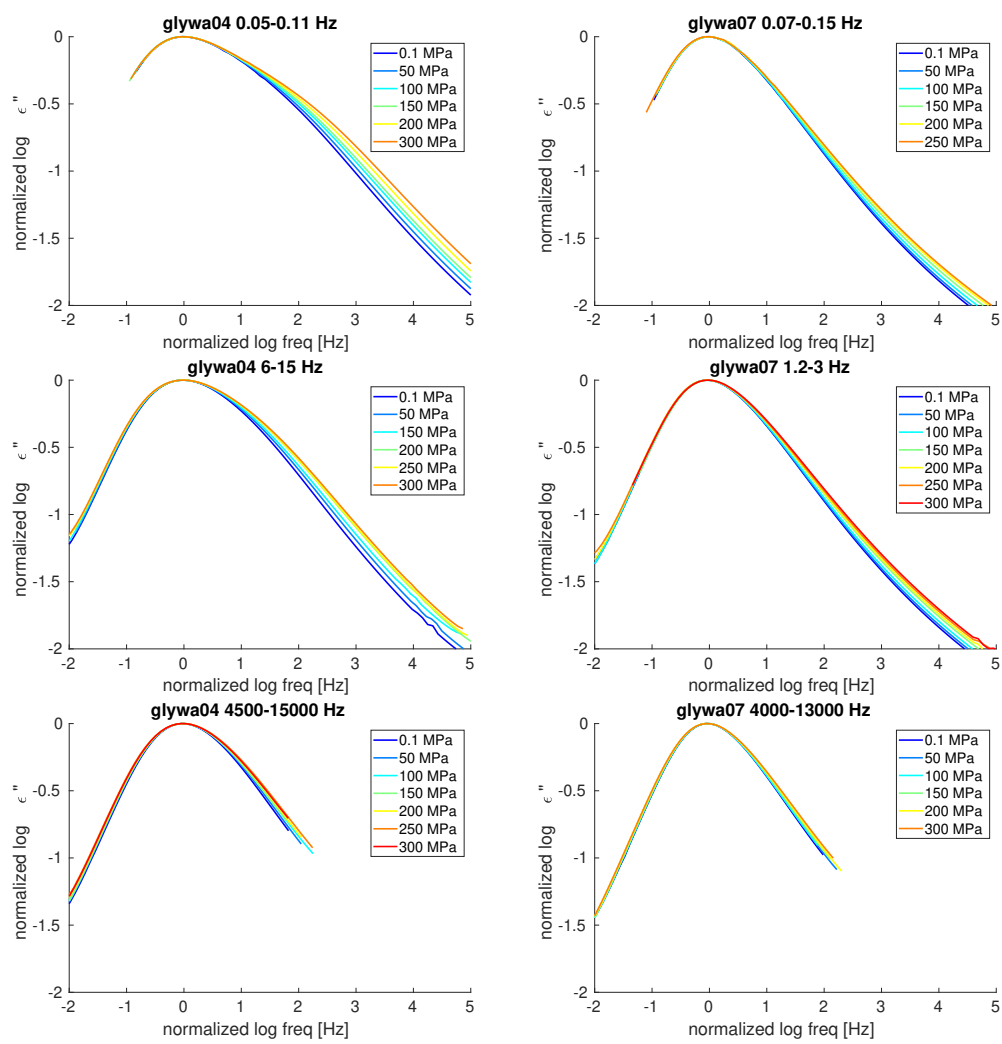 glywa04 0.05-0.11 Hz
0
-0.5
-1
-1.5
-2
normalized log ϵ''
-2 -1 0 1 2 3 4 5
normalized log freq [Hz]
0.1 MPa
50 MPa
100 MPa
150 MPa
200 MPa
300 MPa
glywa07 0.07-0.15 Hz
0
-0.5
-1
-1.5
-2
normalized log ϵ''
-2 -1 0 1 2 3 4 5
normalized log freq [Hz]
0.1 MPa
50 MPa
100 MPa
150 MPa
200 MPa
250 MPa
glywa04 6-15 Hz
0
-0.5
-1
-1.5
-2
normalized log ϵ''
-2 -1 0 1 2 3 4 5
normalized log freq [Hz]
0.1 MPa
50 MPa
150 MPa
200 MPa
250 MPa
300 MPa
glywa07 1.2-3 Hz
0
-0.5
-1
-1.5
-2
normalized log ϵ''
-2 -1 0 1 2 3 4 5
normalized log freq [Hz]
0.1 MPa
50 MPa
100 MPa
150 MPa
200 MPa
250 MPa
300 MPa
glywa04 4500-15000 Hz
0
-0.5
-1
-1.5
-2
normalized log ϵ''
-2 -1 0 1 2 3 4 5
normalized log freq [Hz]
0.1 MPa
50 MPa
100 MPa
150 MPa
200 MPa
250 MPa
300 MPa
glywa07 4000-13000 Hz
0
-0.5
-1
-1.5
-2
normalized log ϵ''
-2 -1 0 1 2 3 4 5
normalized log freq [Hz]
0.1 MPa
50 MPa
100 MPa
150 MPa
200 MPa
300 MPa